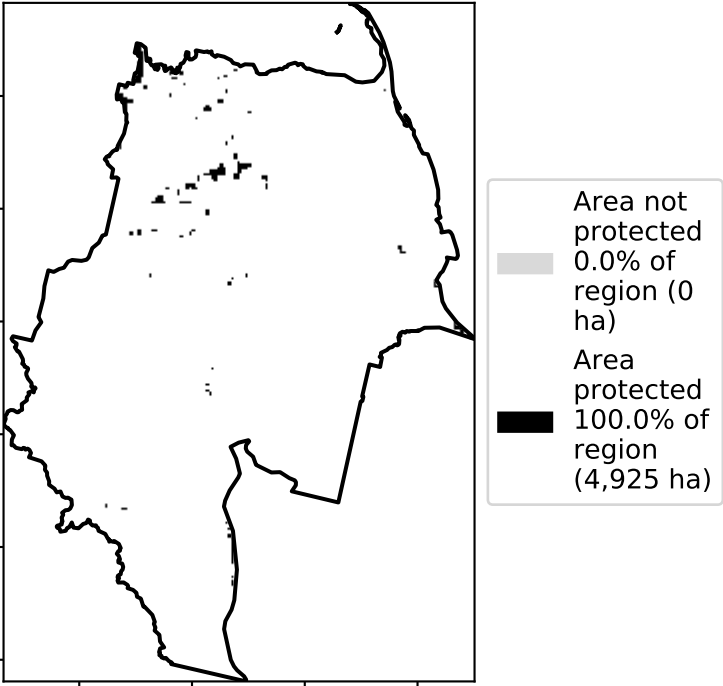 Area not
protected
0.0% of
region (0
ha)
Area
protected
100.0% of
region
(4,925 ha)